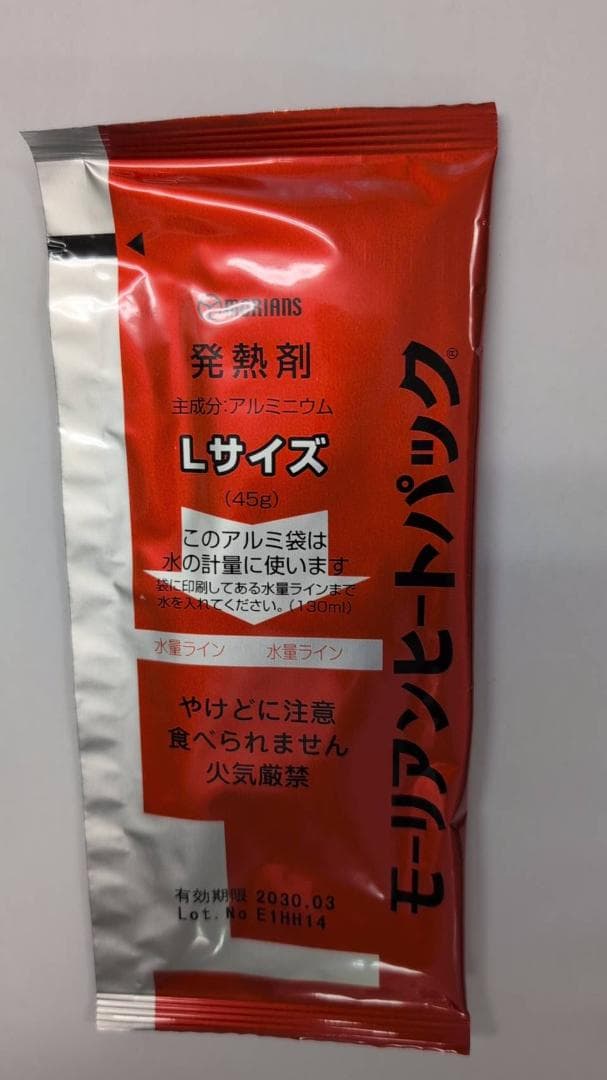 MORIANS
発熱剤
主成分:アルミニウム
Lサイズ
(45g)
このアルミ袋は
水の計量に使います
袋に印刷してある水量ラインまで
水を入れてください。(130ml)
水量ライン 水量ライン
やけどに注意
食べられません
火気厳禁
有効期限 2030.03
Lot.No E1HH14
モーリアンヒートパック®